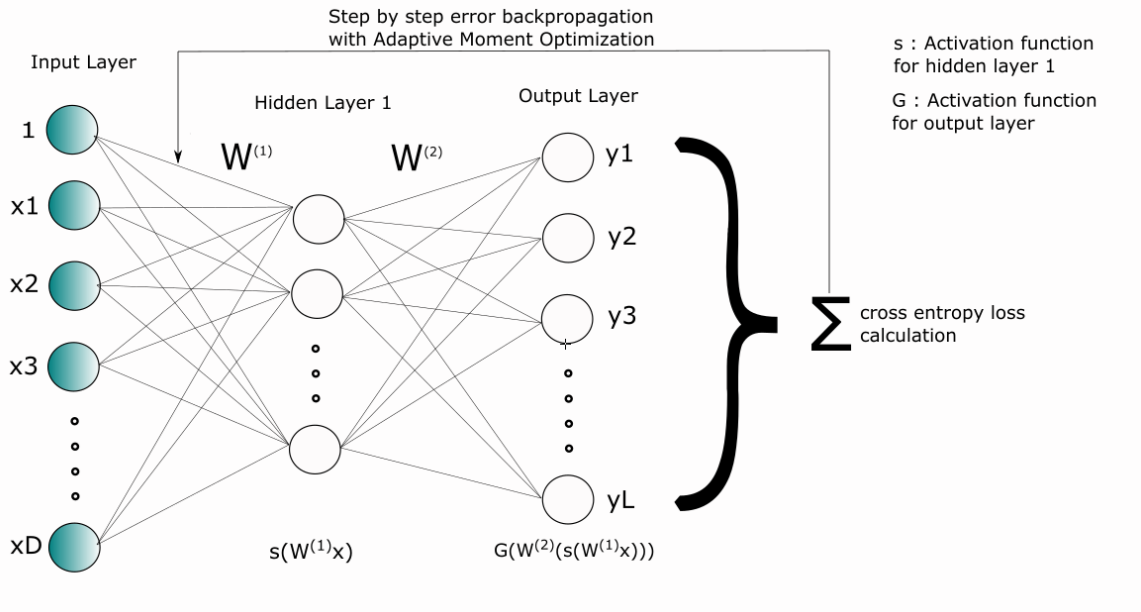 Step by step error backpropagation
with Adaptive Moment Optimization
s : Activation function
for hidden layer 1
G : Activation function
for output layer
Input Layer
Hidden Layer 1
Output Layer
1
x1
x2
x3
xD
W(1)
W(2)
y1
y2
y3
yL
∑ cross entropy loss
calculation
s(W(1)x)
G(W(2)(s(W(1)x)))